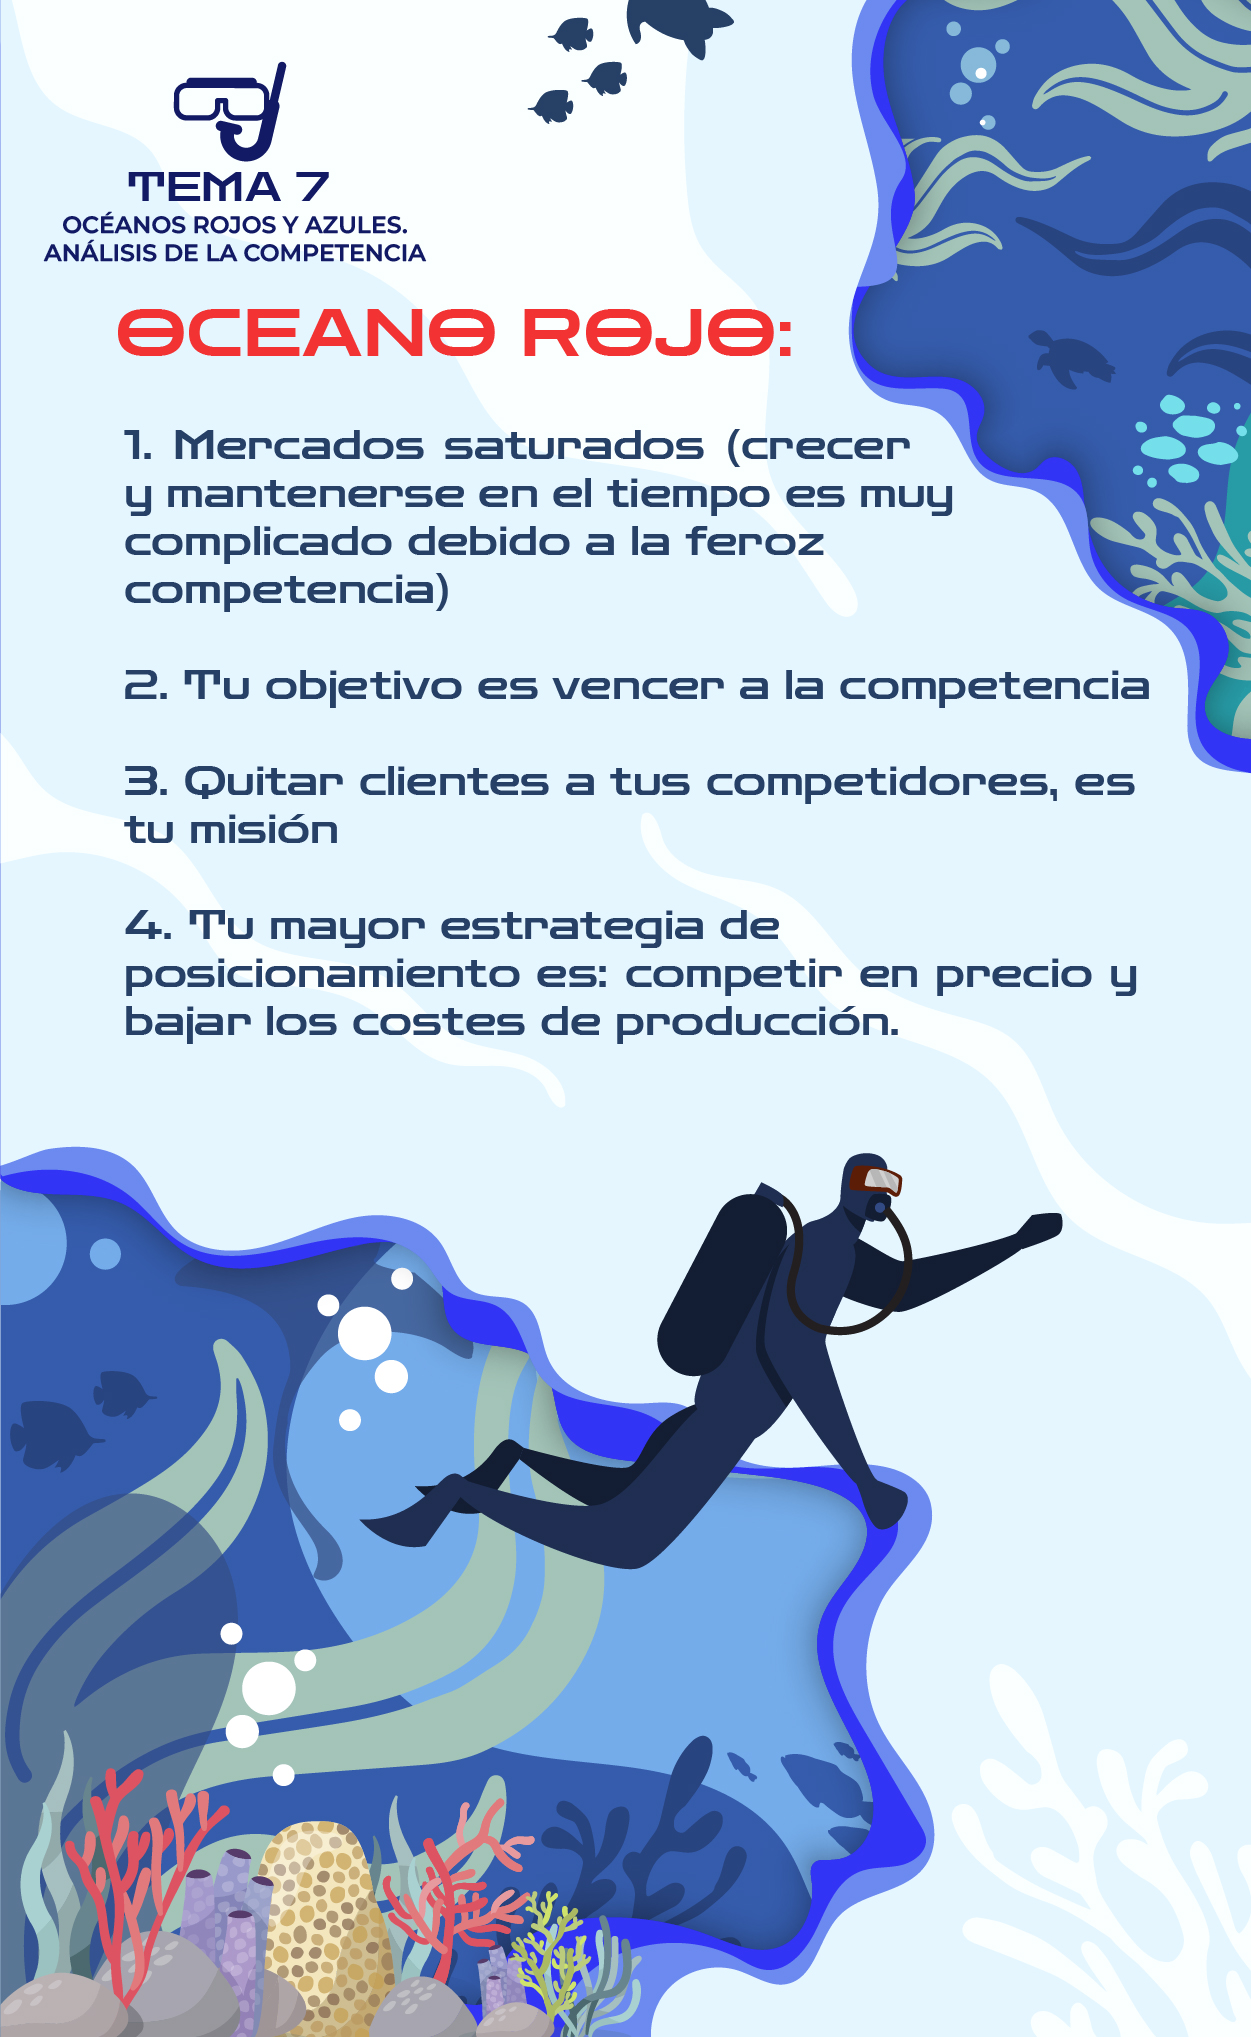 TEMA 7
OCÉANOS ROJOS Y AZULES.
ANÁLISIS DE LA COMPETENCIA
OCEANO ROJO:
1. Mercados saturados (crecer
y mantenerse en el tiempo es muy
complicado debido a la feroz
competencia)
2. Tu objetivo es vencer a la competencia
3. Quitar clientes a tus competidores, es
tu misión
4. Tu mayor estrategia de
posicionamiento es: competir en precio y
bajar los costes de producción.